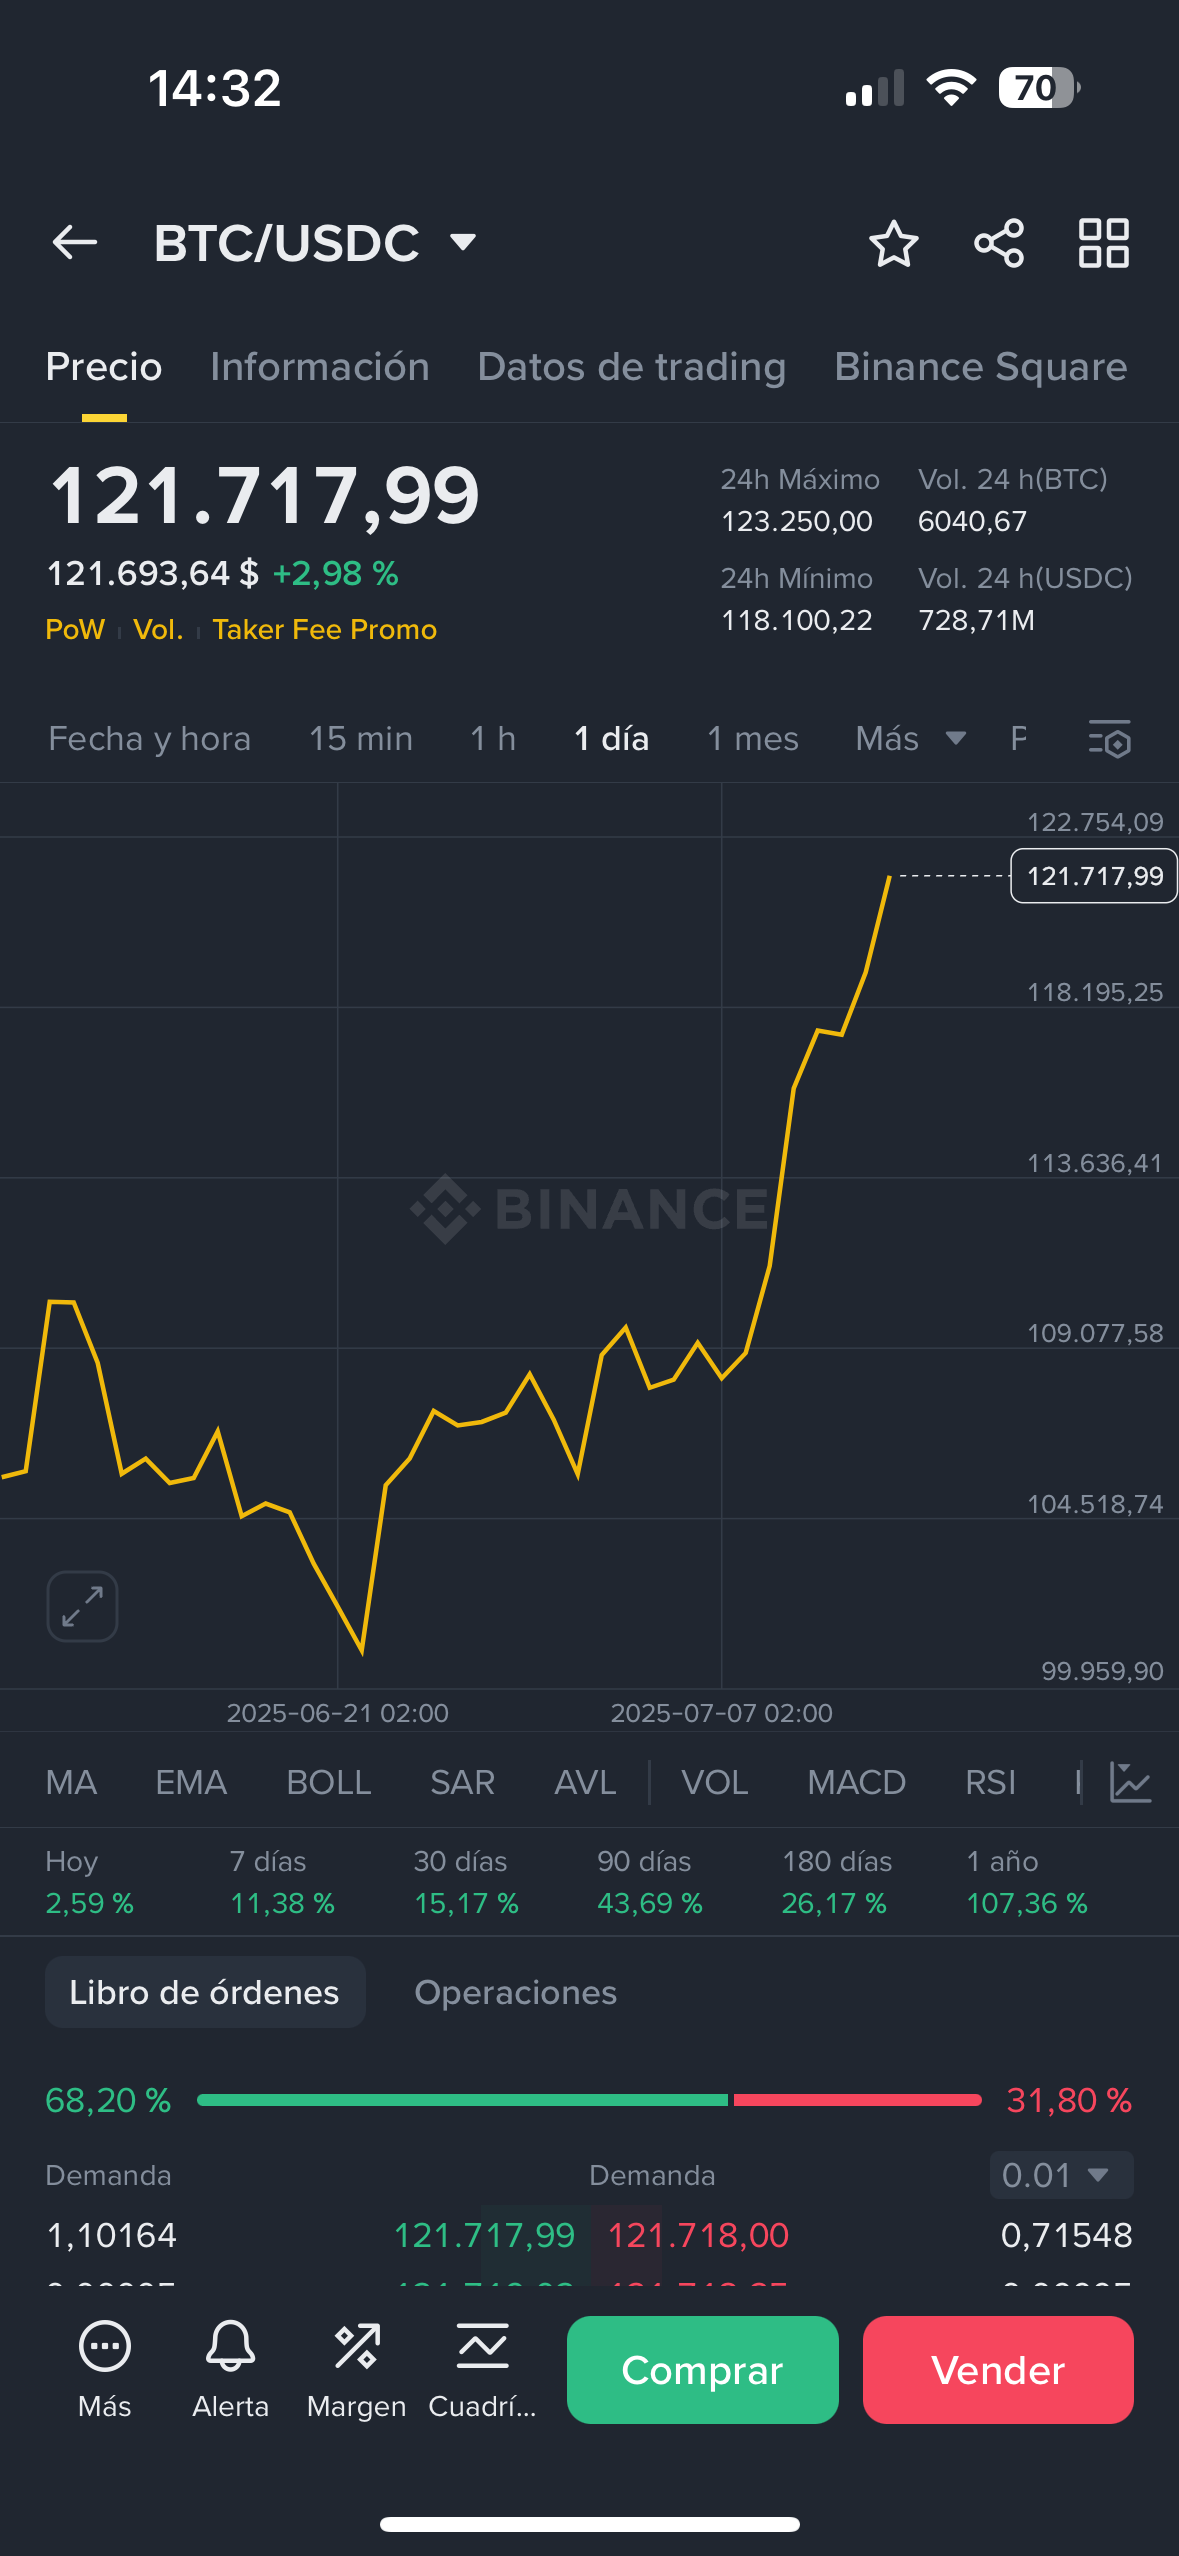 14:32
70
BTC/USDC
Precio Información Datos de trading Binance Square
121.717,99
121.693,64 $ +2,98 %
PoW Vol. Taker Fee Promo
24h Máximo Vol. 24 h(BTC)
123.250,00 6040,67
24h Mínimo Vol. 24 h(USDC)
118.100,22 728,71M
Fecha y hora 15 min 1 h 1 día 1 mes Más
122.754,09
121.717,99
118.195,25
113.636,41
BINANCE
109.077,58
104.518,74
99.959,90
2025-06-21 02:00 2025-07-07 02:00
MA EMA BOLL SAR AVL VOL MACD RSI
Hoy 7 días 30 días 90 días 180 días 1 año
2,59 % 11,38 % 15,17 % 43,69 % 26,17 % 107,36 %
Libro de órdenes Operaciones
68,20 % 31,80 %
Demanda Demanda 0.01
1,10164 121.717,99 121.718,00 0,71548
Más Alerta Margen Cuadrí... Comprar Vender